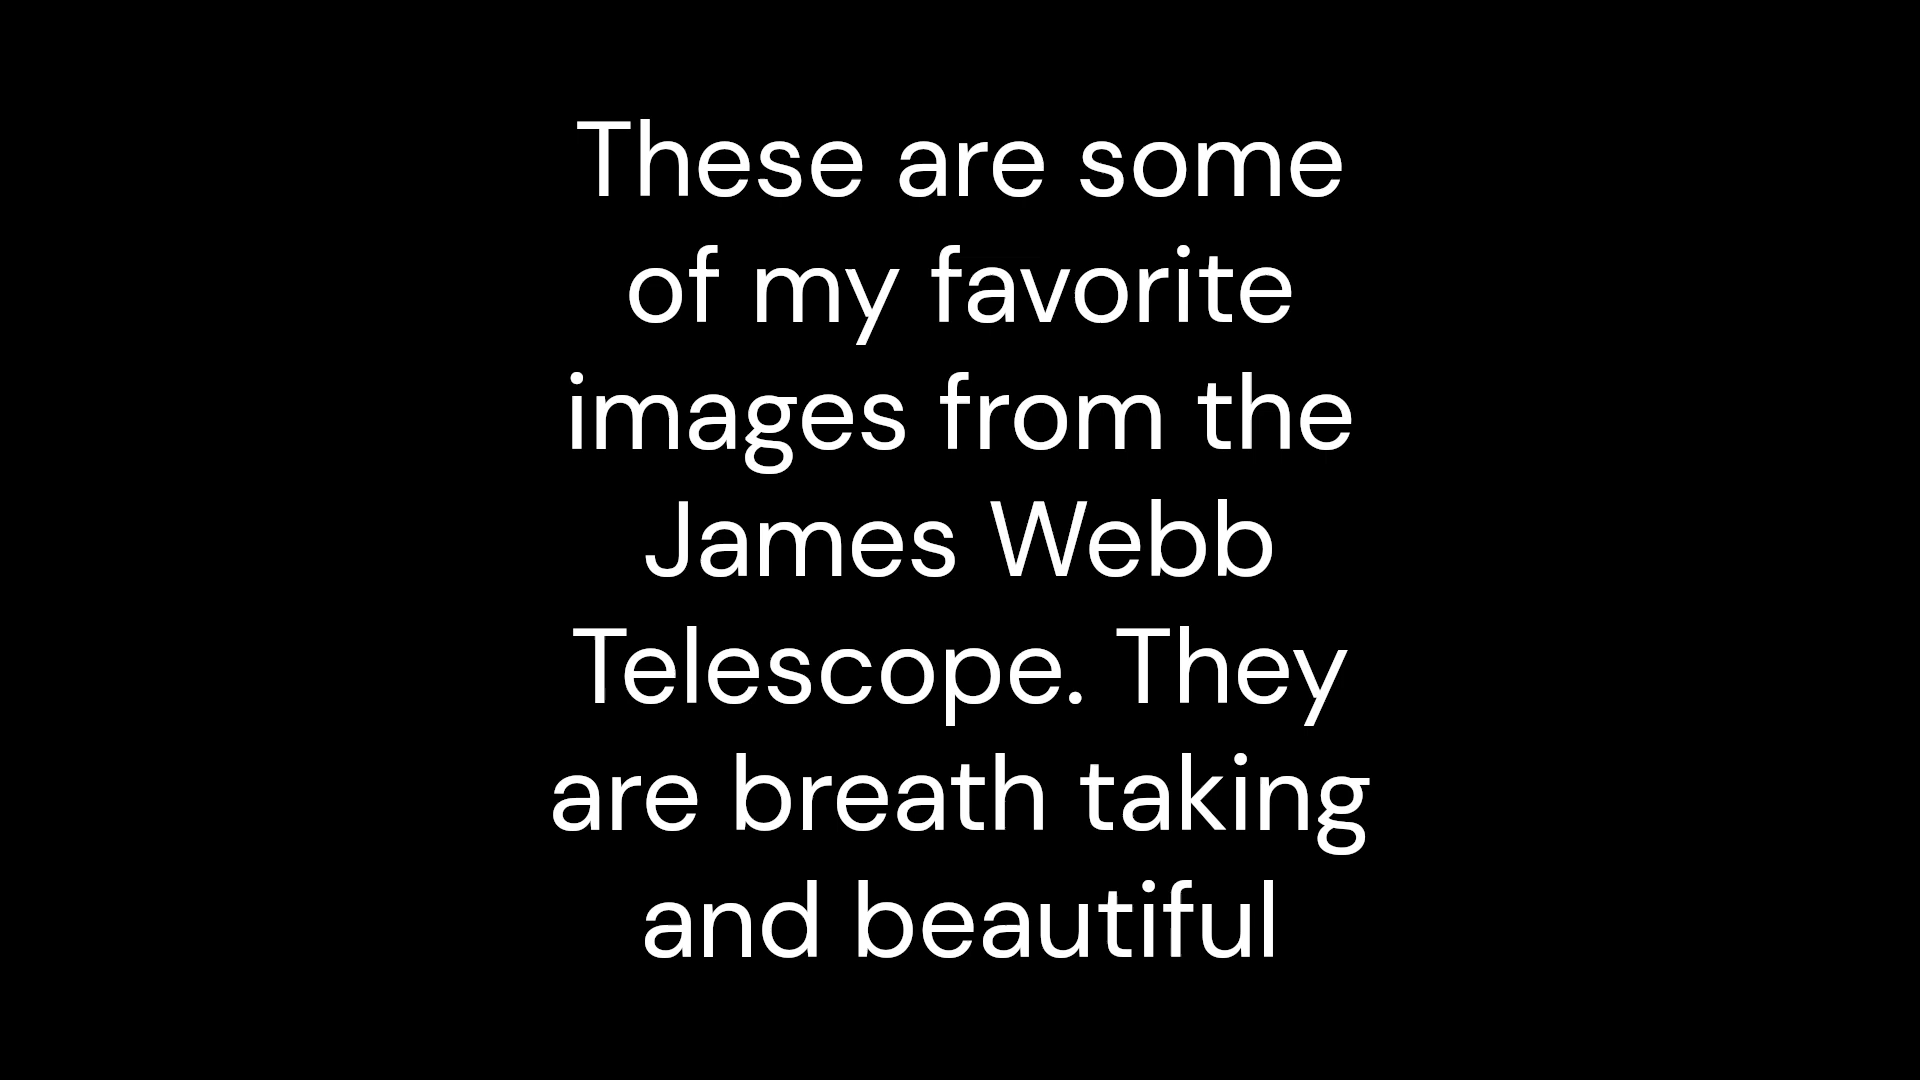 These are some
of my favorite
images from the
James Webb
Telescope. They
are breath taking
and beautiful